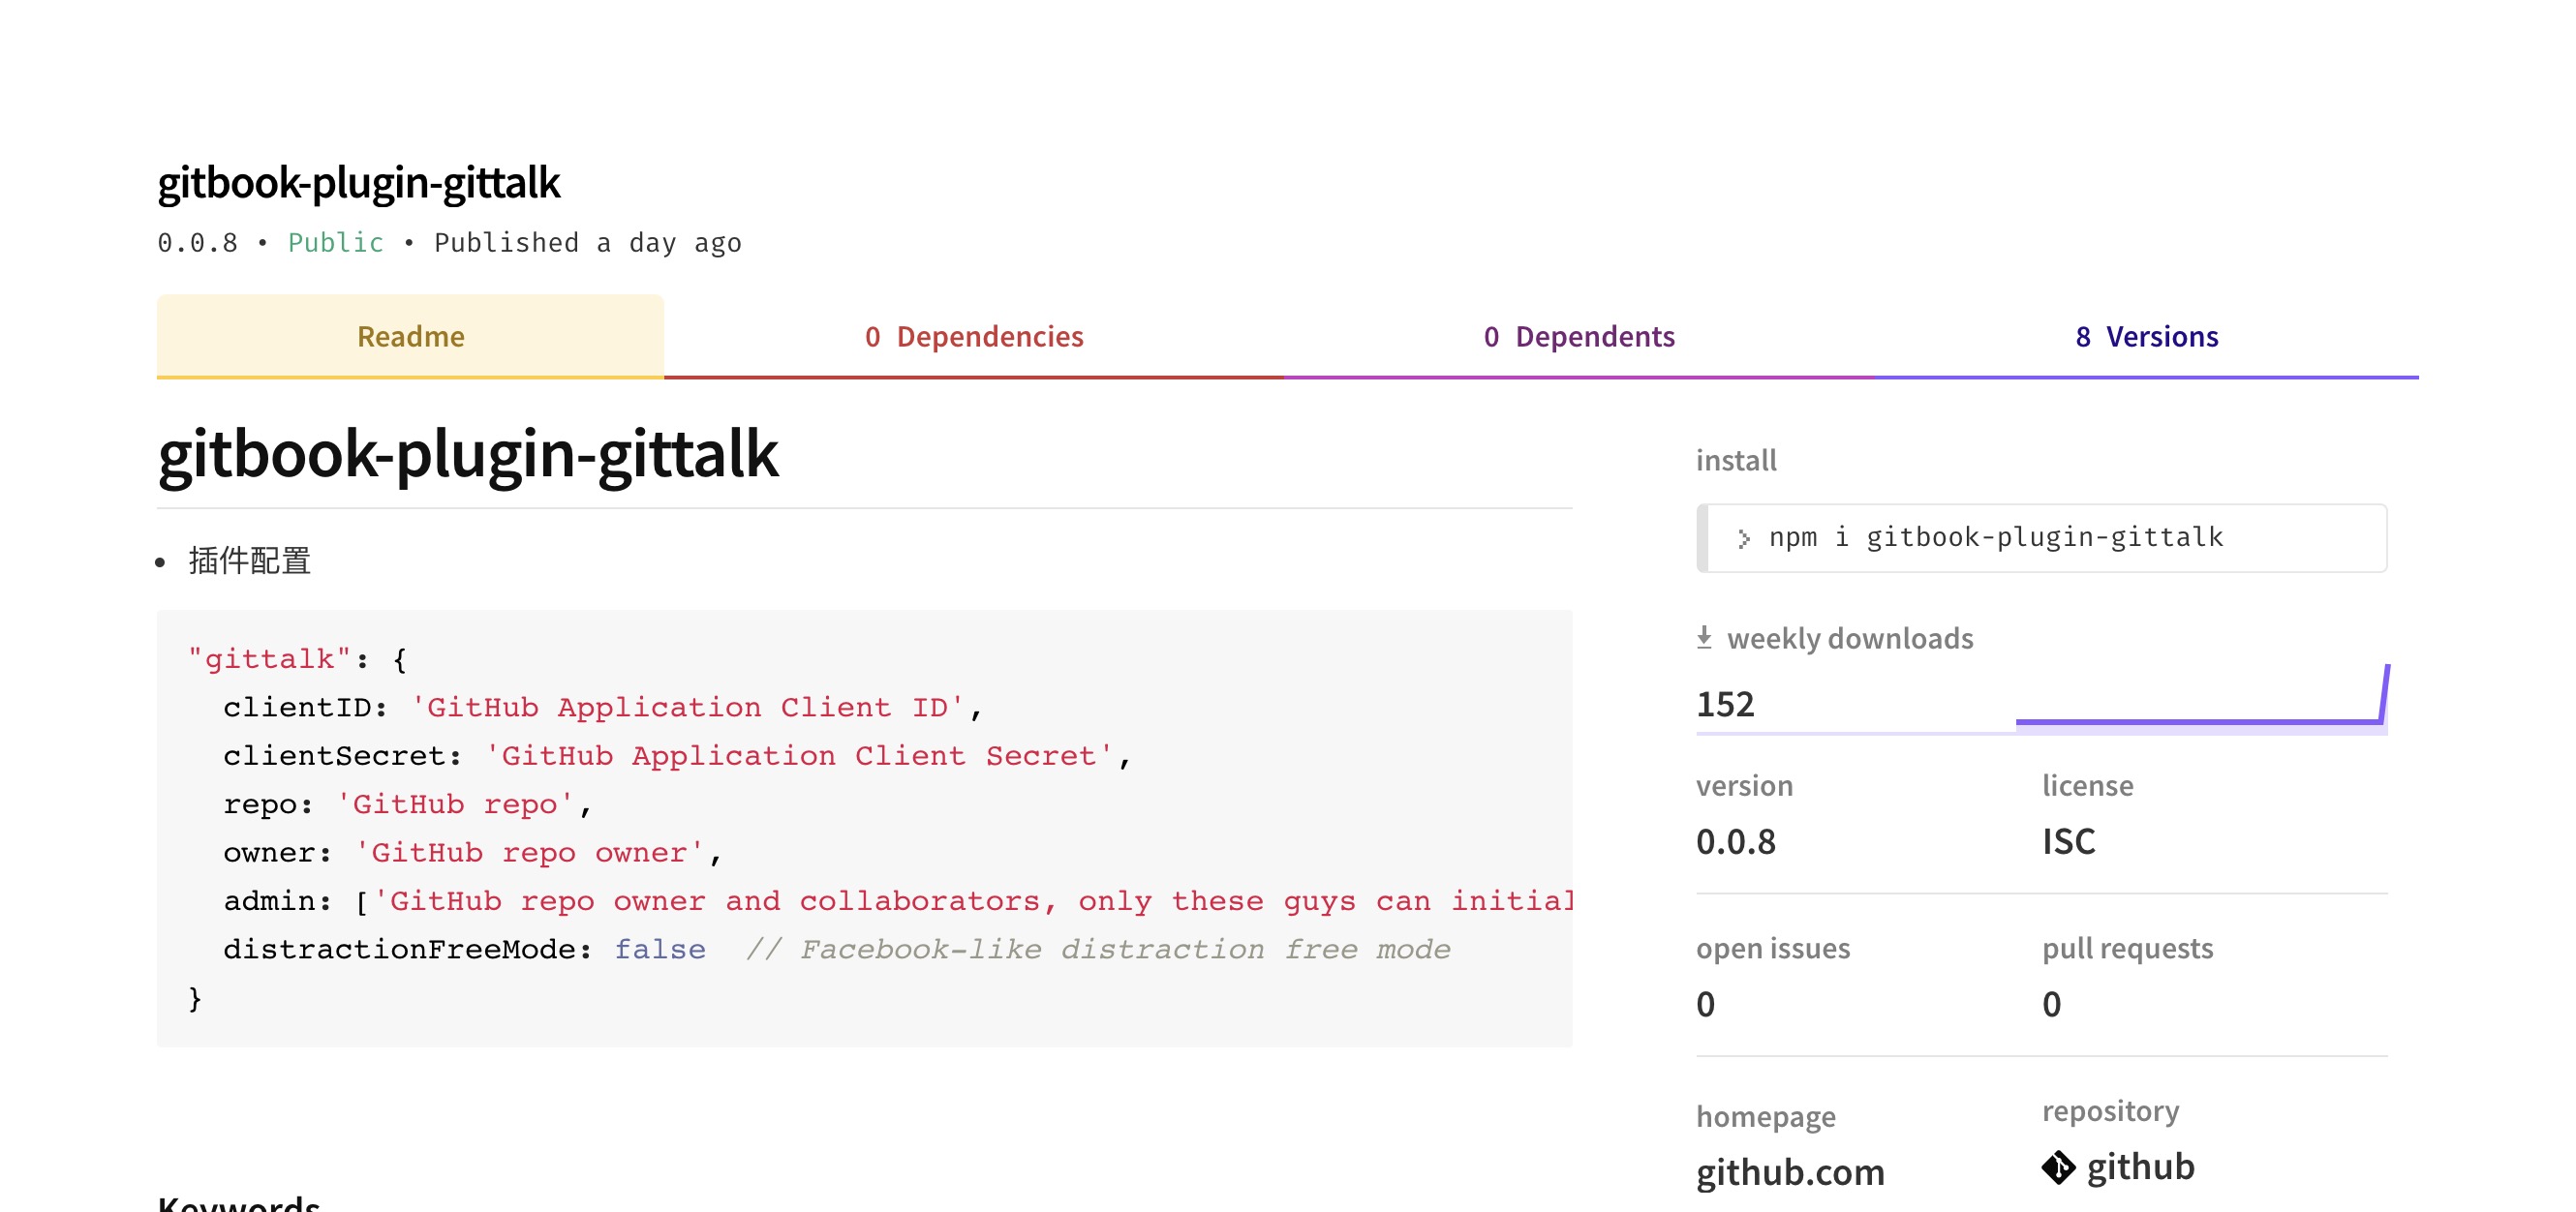 gitbook-plugin-gittalk
0.0.8 • Public • Published a day ago
Readme
0 Dependencies
0 Dependents
8 Versions
gitbook-plugin-gittalk
• 插件配置
"gittalk": {
  clientID: 'GitHub Application Client ID',
  clientSecret: 'GitHub Application Client Secret',
  repo: 'GitHub repo',
  owner: 'GitHub repo owner',
  admin: ['GitHub repo owner and collaborators, only these guys can initial
  distractionFreeMode: false  // Facebook-like distraction free mode
}
Keywords
install
npm i gitbook-plugin-gittalk
weekly downloads
152
version
0.0.8
license
ISC
open issues
0
pull requests
0
homepage
github.com
repository
github